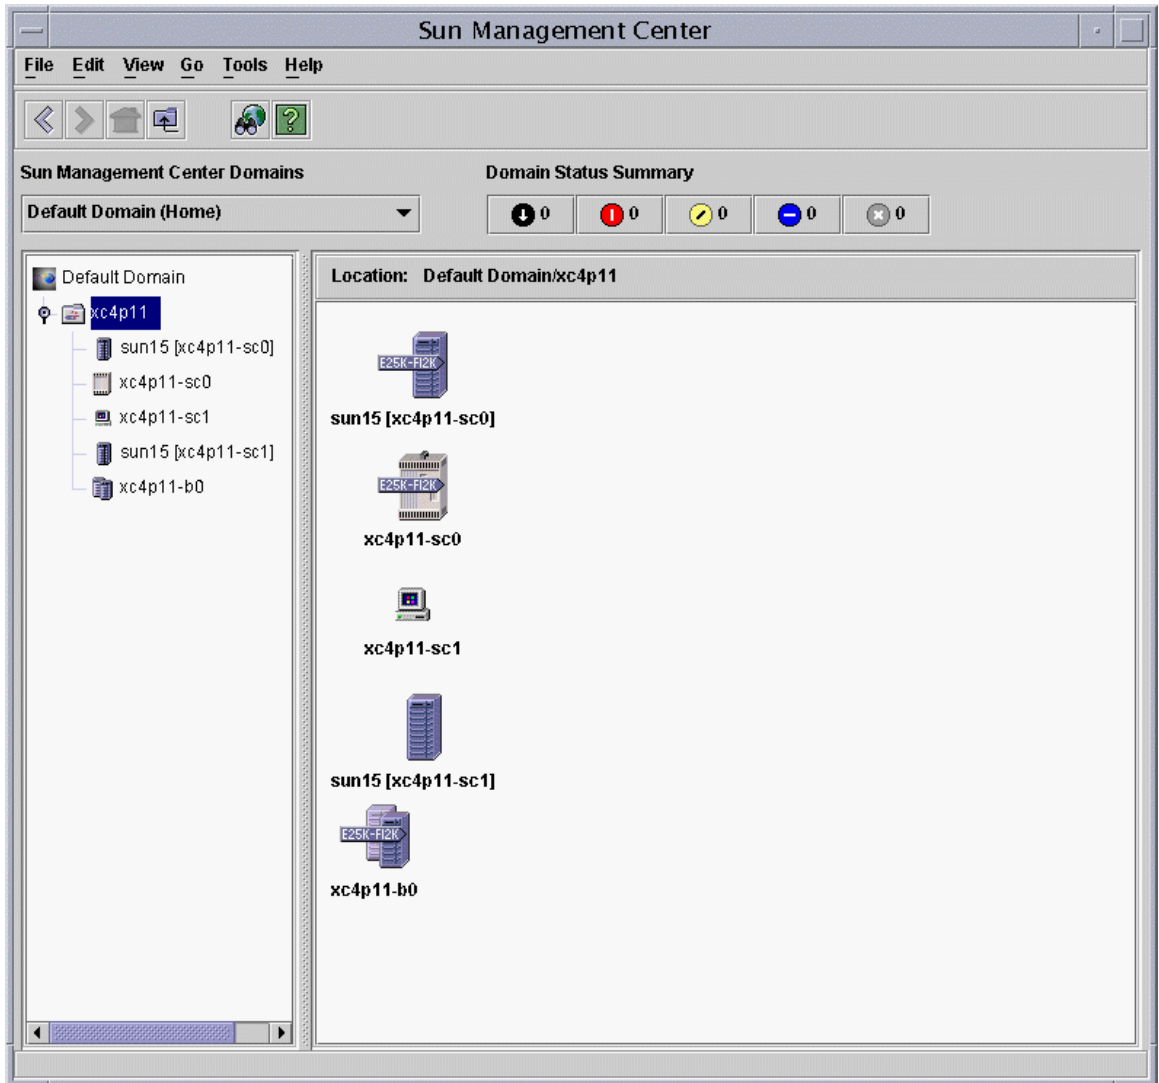 Sun Management Center
File Edit View Go Tools Help
?
Sun Management Center Domains
Domain Status Summary
Default Domain (Home)
0 0 0 0 0
Default Domain
xc4p11
sun15 [xc4p11-sc0]
xc4p11-sc0
xc4p11-sc1
sun15 [xc4p11-sc1]
xc4p11-b0
Location: Default Domain/xc4p11
E25K-FI2K
sun15 [xc4p11-sc0]
E25K-FI2K
xc4p11-sc0
xc4p11-sc1
sun15 [xc4p11-sc1]
E25K-FI2K
xc4p11-b0